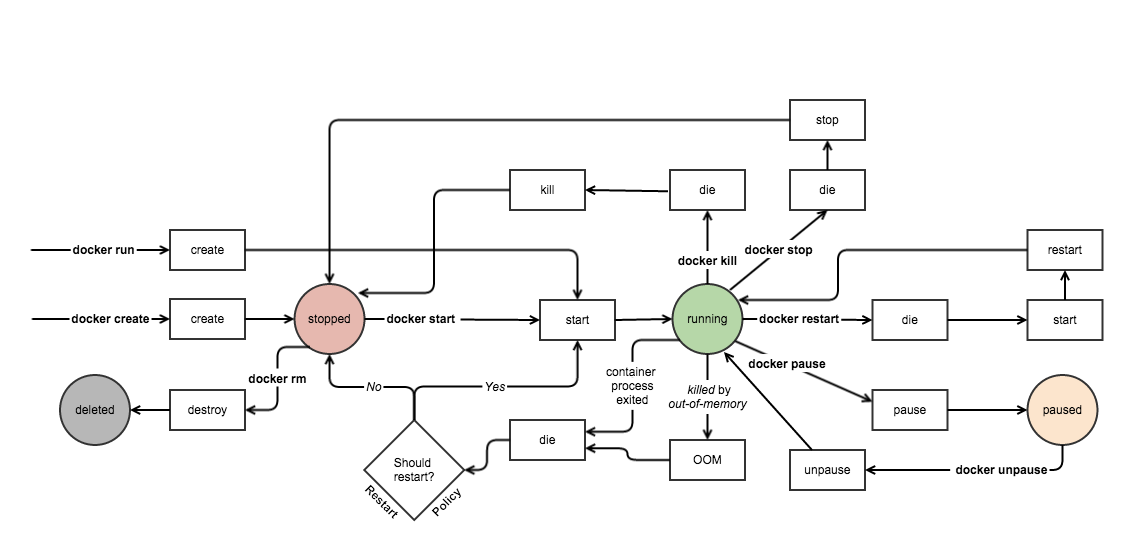 stop
kill
die
die
docker run
create
docker kill
docker stop
restart
docker create
create
stopped
docker start
start
running
docker restart
die
start
docker rm
No
Yes
container
process
exited
killed by
out-of-memory
docker pause
deleted
destroy
pause
paused
die
Should
restart?
Restart
Policy
OOM
unpause
docker unpause